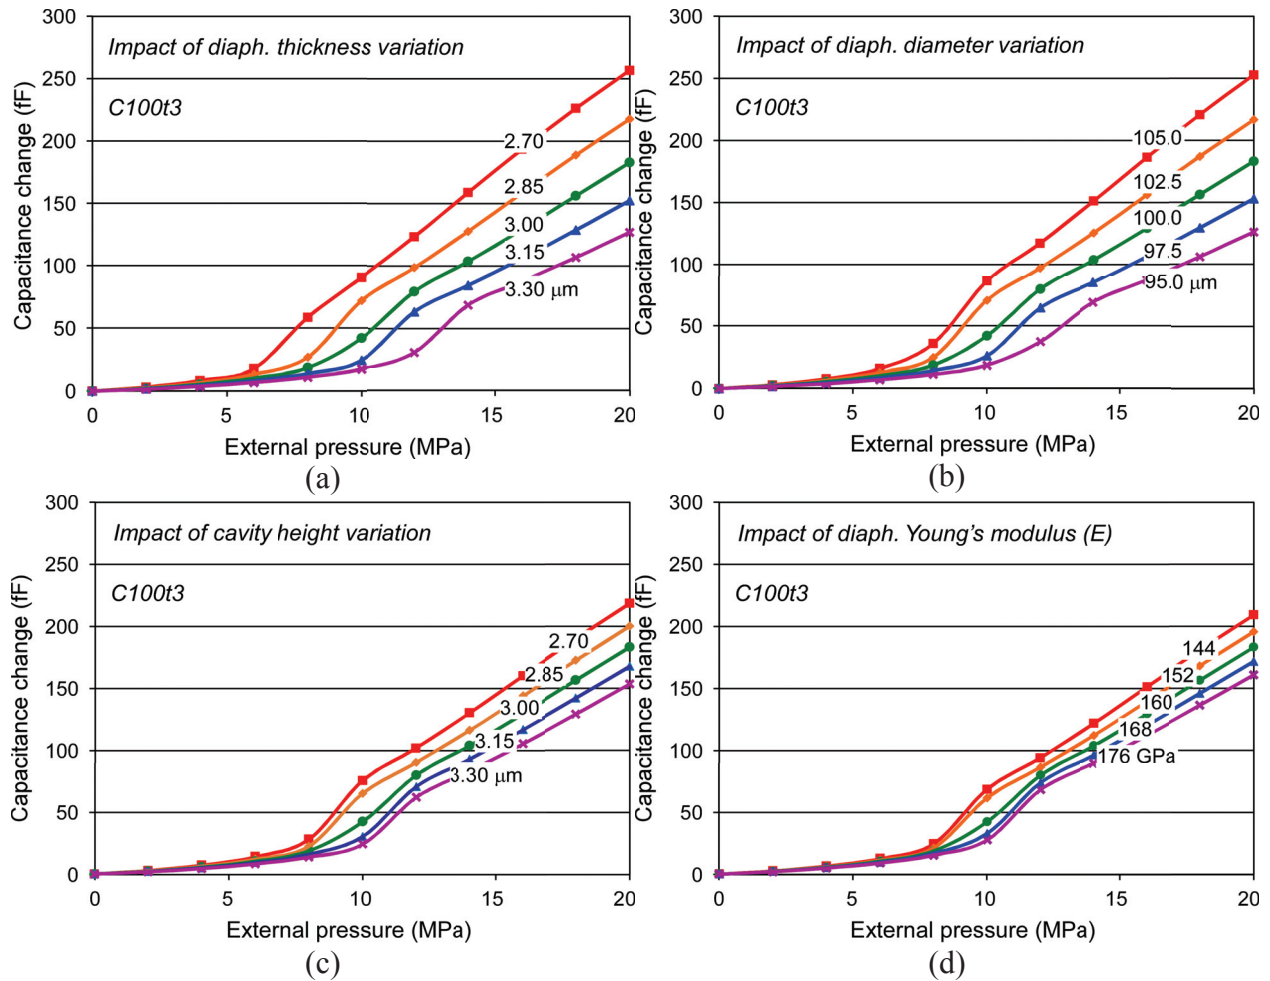 300
250
200
150
100
50
0
Capacitance change (fF)
Impact of diaph. thickness variation
C100t3
2.70
2.85
3.00
3.15
3.30 μm
0 5 10 15 20
External pressure (MPa)
(a)
300
250
200
150
100
50
0
Capacitance change (fF)
Impact of diaph. diameter variation
C100t3
105.0
102.5
100.0
97.5
95.0 μm
0 5 10 15 20
External pressure (MPa)
(b)
300
250
200
150
100
50
0
Capacitance change (fF)
Impact of cavity height variation
C100t3
2.70
2.85
3.00
3.15
3.30 μm
0 5 10 15 20
External pressure (MPa)
(c)
300
250
200
150
100
50
0
Capacitance change (fF)
Impact of diaph. Young's modulus (E)
C100t3
144
152
160
168
176 GPa
0 5 10 15 20
External pressure (MPa)
(d)